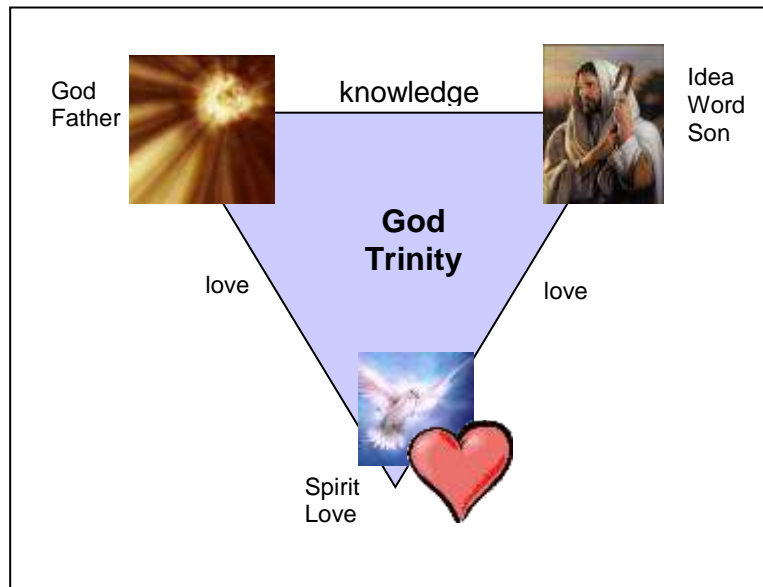 God
Father
knowledge
Idea
Word
Son
God
Trinity
love
love
Spirit
Love